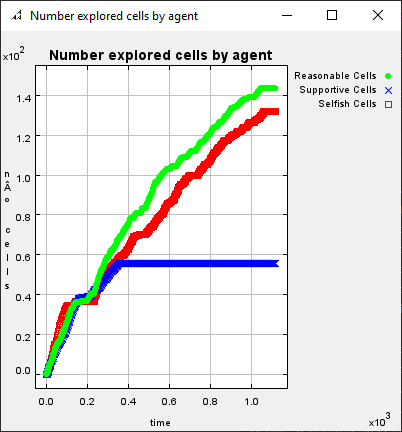 Number explored cells by agent
x10^2
Number explored cells by agent
Reasonable Cells
Supportive Cells
Selfish Cells
1.4
1.2
1.0
0.8
0.6
0.4
0.2
0.0
nÂº cells
0.0 0.2 0.4 0.6 0.8 1.0
x10^3
time